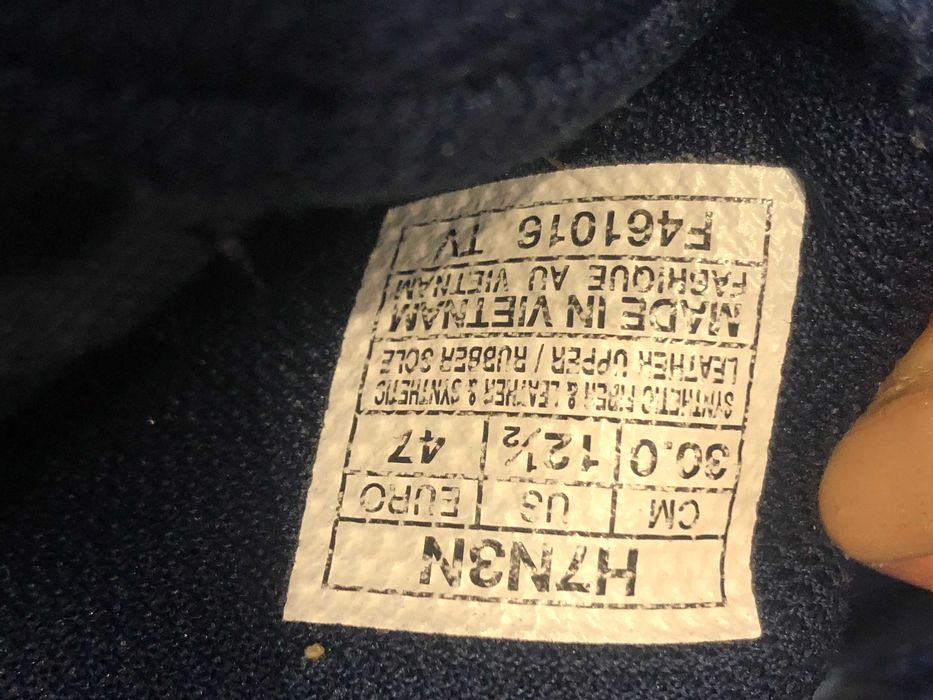 H7N3N
CM US EURO
30.0 12½ 47
SYNTHETIC FIBER & LEATHER & SYNTHETIC
LEATHER UPPER / RUBBER SOLE
MADE IN VIETNAM
FABRIQUE AU VIETNAM
F461016 TV